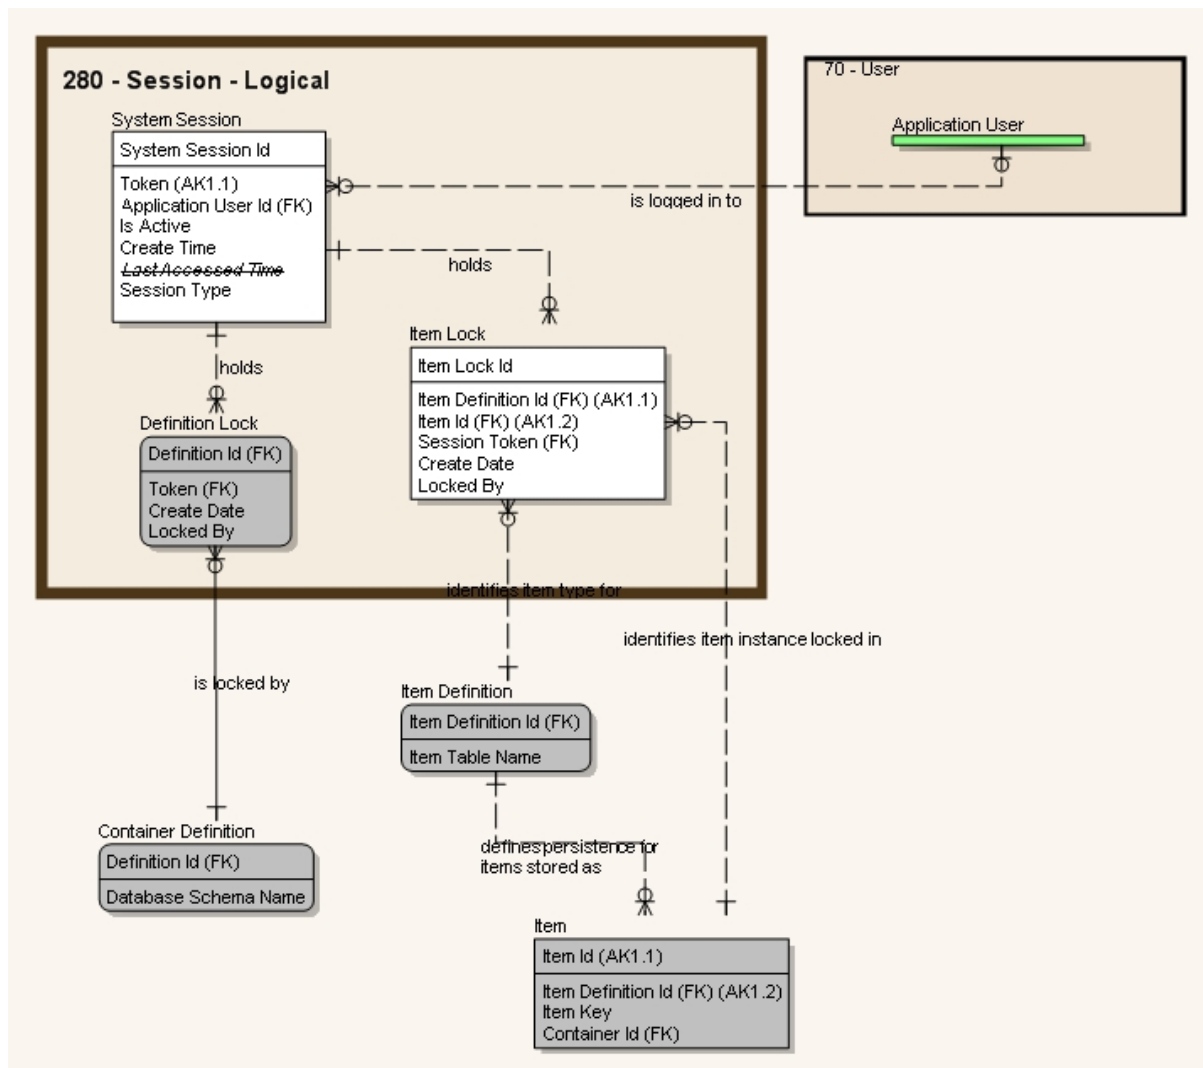 280 - Session - Logical
70 - User
System Session
System Session Id
Token (AK1.1)
Application User Id (FK)
Is Active
Create Time
Last Accessed Time
Session Type
Application User
is logged in to
holds
holds
Item Lock
Item Lock Id
Item Definition Id (FK) (AK1.1)
Item Id (FK) (AK1.2)
Session Token (FK)
Create Date
Locked By
Definition Lock
Definition Id (FK)
Token (FK)
Create Date
Locked By
identifies item type for
identifies item instance locked in
is locked by
Item Definition
Item Definition Id (FK)
Item Table Name
Container Definition
Definition Id (FK)
Database Schema Name
defines persistence for
items stored as
Item
Item Id (AK1.1)
Item Definition Id (FK) (AK1.2)
Item Key
Container Id (FK)